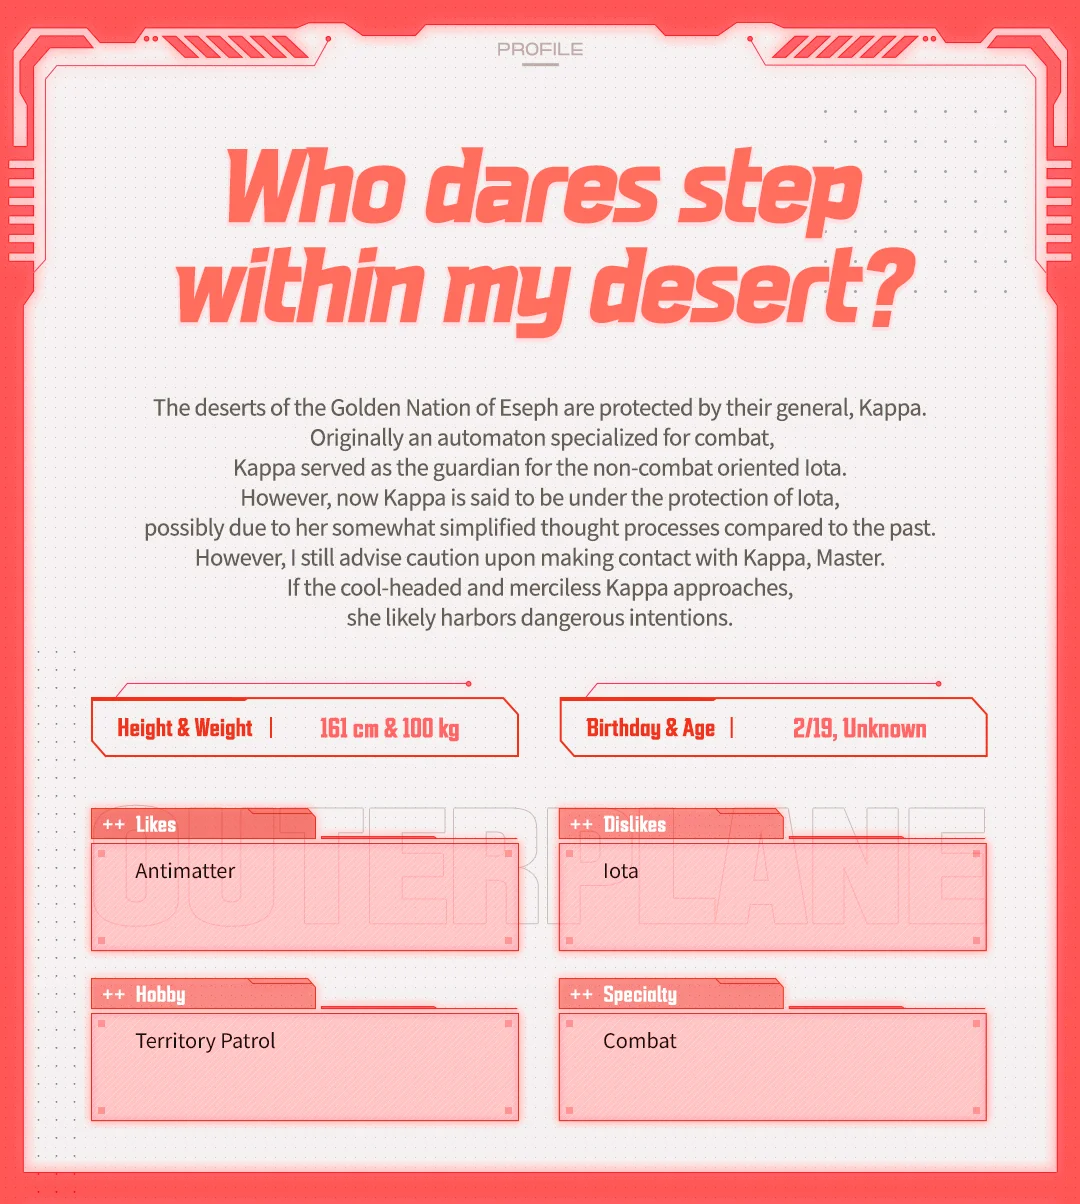 PROFILE
Who dares step
within my desert?
The deserts of the Golden Nation of Eseph are protected by their general, Kappa.
Originally an automaton specialized for combat,
Kappa served as the guardian for the non-combat oriented Iota.
However, now Kappa is said to be under the protection of Iota,
possibly due to her somewhat simplified thought processes compared to the past.
However, I still advise caution upon making contact with Kappa, Master.
If the cool-headed and merciless Kappa approaches,
she likely harbors dangerous intentions.
Height & Weight | 161 cm & 100 kg
Birthday & Age | 2/19, Unknown
OUTERPLANE
++ Likes
Antimatter
++ Dislikes
Iota
++ Hobby
Territory Patrol
++ Specialty
Combat